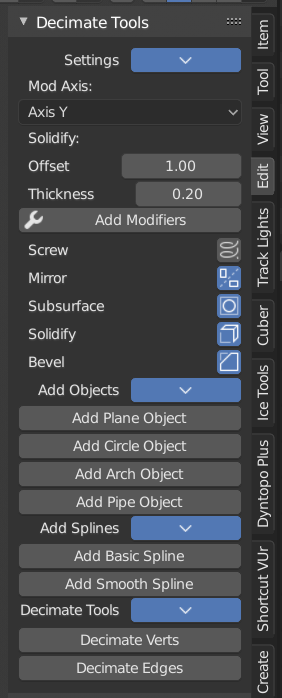 Decimate Tools
Settings
Mod Axis:
Axis Y
Solidify:
Offset 1.00
Thickness 0.20
Add Modifiers
Screw
Mirror
Subsurface
Solidify
Bevel
Add Objects
Add Plane Object
Add Circle Object
Add Arch Object
Add Pipe Object
Add Splines
Add Basic Spline
Add Smooth Spline
Decimate Tools
Decimate Verts
Decimate Edges
Item
Tool
View
Edit
Track Lights
Cuber
Ice Tools
Dyntopo Plus
Shortcut VUr
Create